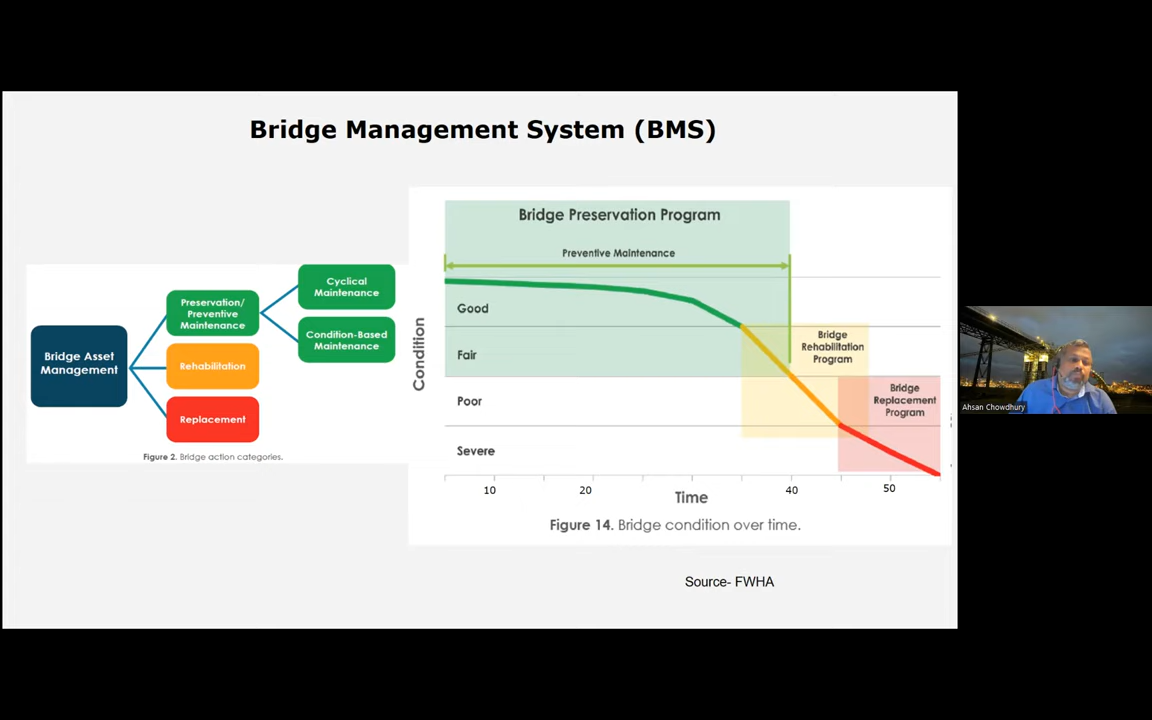 Bridge Management System (BMS)
Bridge Asset
Management
Preservation/
Preventive
Maintenance
Rehabilitation
Replacement
Cyclical
Maintenance
Condition-Based
Maintenance
Figure 2. Bridge action categories.
Bridge Preservation Program
Preventive Maintenance
Condition
Good
Fair
Poor
Severe
Bridge
Rehabilitation
Program
Bridge
Replacement
Program
10
20
40
50
Time
Figure 14. Bridge condition over time.
Source- FWHA
Ahsan Chowdhury